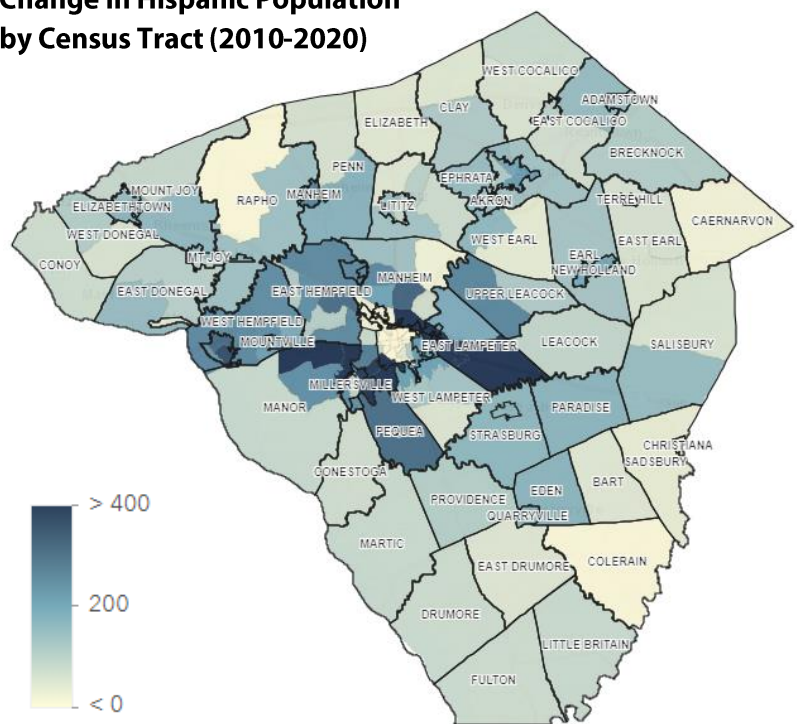 Change in Hispanic Population
by Census Tract (2010-2020)
WEST COCALICO
ADAMSTOWN
CLAY
ELIZABETH
EAST COCALICO
BRECKNOCK
PENN
EPHRATA
MOUNT JOY
MANHEIM
RAPHO
LITITZ
AKRON
TERRE HILL
ELIZABETHTOWN
CAERNARVON
WEST DONEGAL
WEST EARL
EAST EARL
EARL
MT JOY
CONOY
NEW HOLLAND
MANHEIM
EAST DONEGAL
EAST HEMPFIELD
UPPER LEACOCK
WEST HEMPFIELD
MOUNTVILLE
EAST LAMPETER
LEACOCK
SALISBURY
MILLERSVILLE
WEST LAMPETER
MANOR
PARADISE
PEQUEA
STRASBURG
CHRISTIANA
SADSBURY
CONESTOGA
BART
EDEN
PROVIDENCE
QUARRYVILLE
MARTIC
COLERAIN
EAST DRUMORE
DRUMORE
LITTLE BRITAIN
FULTON
> 400
200
< 0